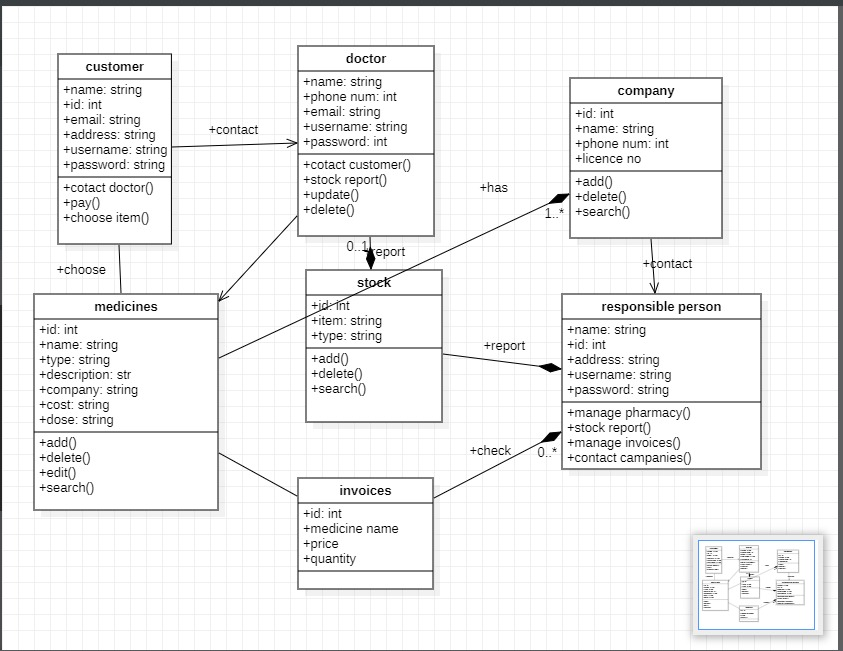 customer
+name: string
+id: int
+email: string
+address: string
+username: string
+password: string
+cotact doctor()
+pay()
+choose item()
+contact
doctor
+name: string
+phone num: int
+email: string
+username: string
+password: int
+cotact customer()
+stock report()
+update()
+delete()
company
+id: int
+name: string
+phone num: int
+licence no
+add()
+delete()
+search()
+has
1..*
0..1
+report
+choose
+contact
medicines
+id: int
+name: string
+type: string
+description: str
+company: string
+cost: string
+dose: string
+add()
+delete()
+edit()
+search()
stock
+id: int
+item: string
+type: string
+add()
+delete()
+search()
+report
responsible person
+name: string
+id: int
+address: string
+username: string
+password: string
+manage pharmacy()
+stock report()
+manage invoices()
+contact campanies()
+check
0..*
invoices
+id: int
+medicine name
+price
+quantity